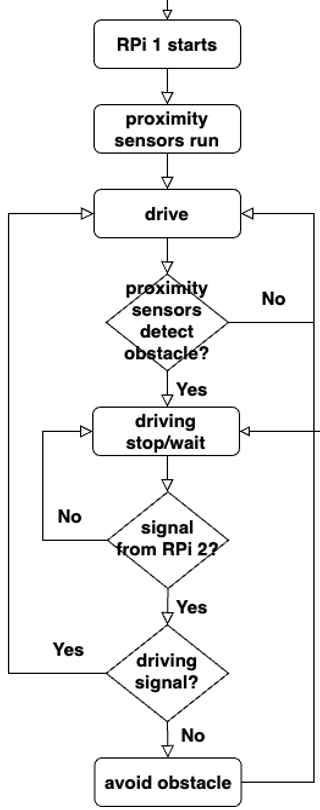 RPi 1 starts
proximity
sensors run
drive
proximity
sensors
detect
obstacle?
No
Yes
driving
stop/wait
No
signal
from RPi 2?
Yes
Yes
driving
signal?
No
avoid obstacle